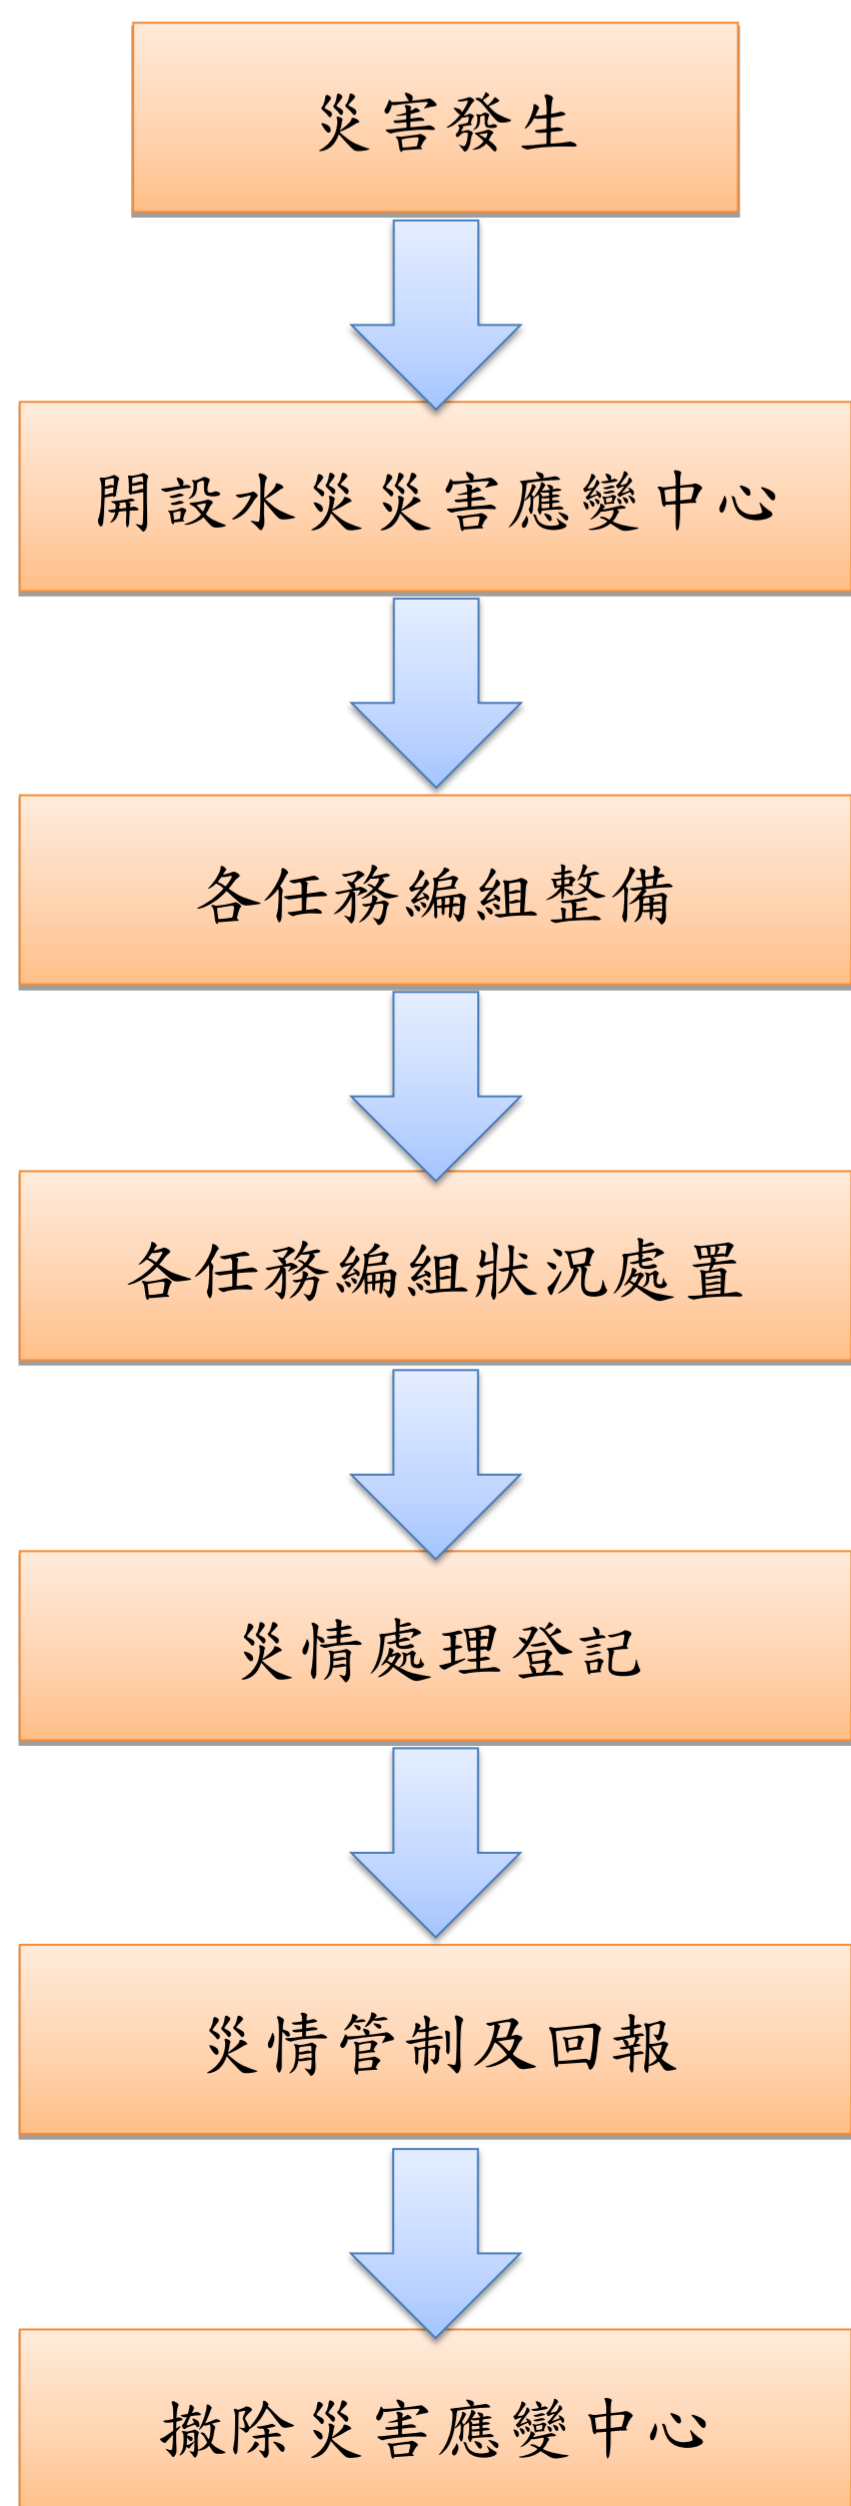 災害發生
開設水災災害應變中心
各任務編組整備
各任務編組狀況處置
災情處理登記
災情管制及回報
撤除災害應變中心